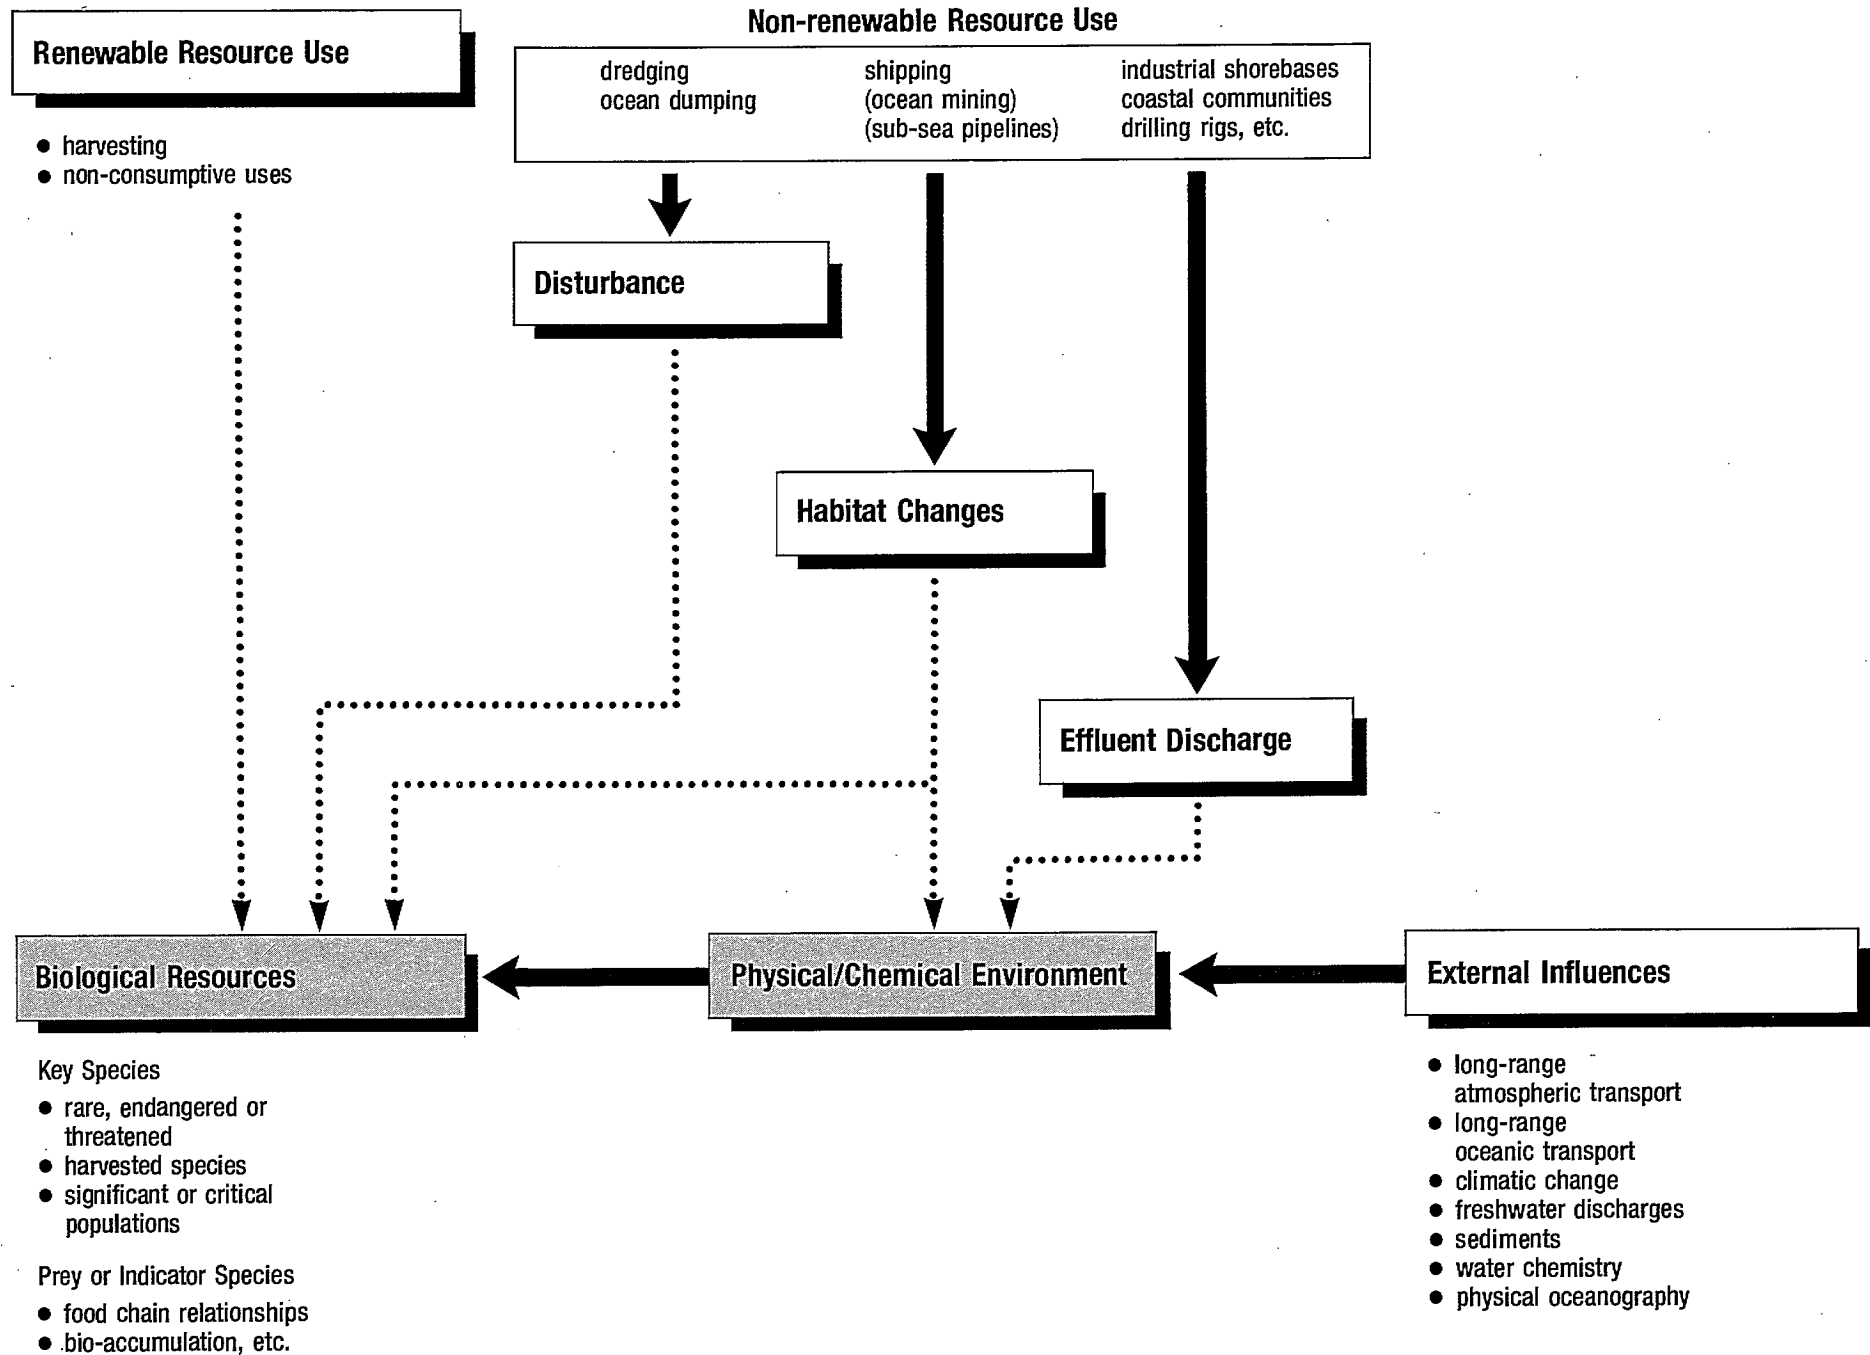 Renewable Resource Use
● harvesting
● non-consumptive uses
Non-renewable Resource Use
dredging
ocean dumping
shipping
(ocean mining)
(sub-sea pipelines)
industrial shorebases
coastal communities
drilling rigs, etc.
Disturbance
Habitat Changes
Effluent Discharge
Biological Resources
Physical/Chemical Environment
External Influences
Key Species
● rare, endangered or
threatened
● harvested species
● significant or critical
populations
Prey or Indicator Species
● food chain relationships
● bio-accumulation, etc.
● long-range
atmospheric transport
● long-range
oceanic transport
● climatic change
● freshwater discharges
● sediments
● water chemistry
● physical oceanography